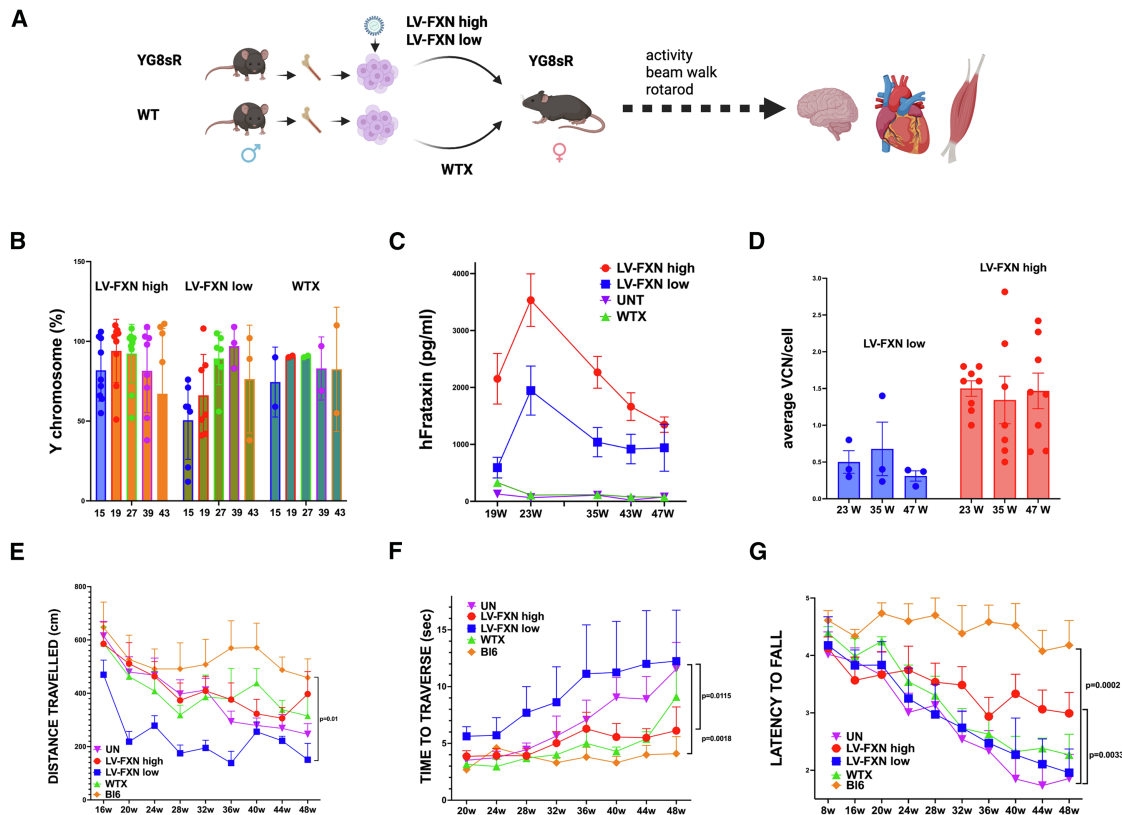 A
LV-FXN high
LV-FXN low
YG8sR
YG8sR
activity
beam walk
rotarod
WT
WTX
B
Y chromosome (%)
150
100
50
0
LV-FXN high
LV-FXN low
WTX
15 19 27 39 43
15 19 27 39 43
15 19 27 39 43
C
hFrataxin (pg/ml)
4000
3000
2000
1000
0
LV-FXN high
LV-FXN low
UNT
WTX
19W 23W 35W 43W 47W
D
average VCN/cell
3.0
2.5
2.0
1.5
1.0
0.5
0.0
LV-FXN high
LV-FXN low
23 W 35 W 47 W
23 W 35 W 47 W
E
DISTANCE TRAVELLED (cm)
800
600
400
200
0
p=0.01
UN
LV-FXN high
LV-FXN low
WTX
Bl6
16w 20w 24w 28w 32w 36w 40w 44w 48w
F
TIME TO TRAVERSE (sec)
15
10
5
0
UN
LV-FXN high
LV-FXN low
WTX
Bl6
p=0.0115
p=0.0018
20w 24w 28w 32w 36w 40w 44w 48w
G
LATENCY TO FALL
5
4
3
2
p=0.0002
p=0.0033
UN
LV-FXN high
LV-FXN low
WTX
Bl6
8w 16w 20w 24w 28w 32w 36w 40w 44w 48w